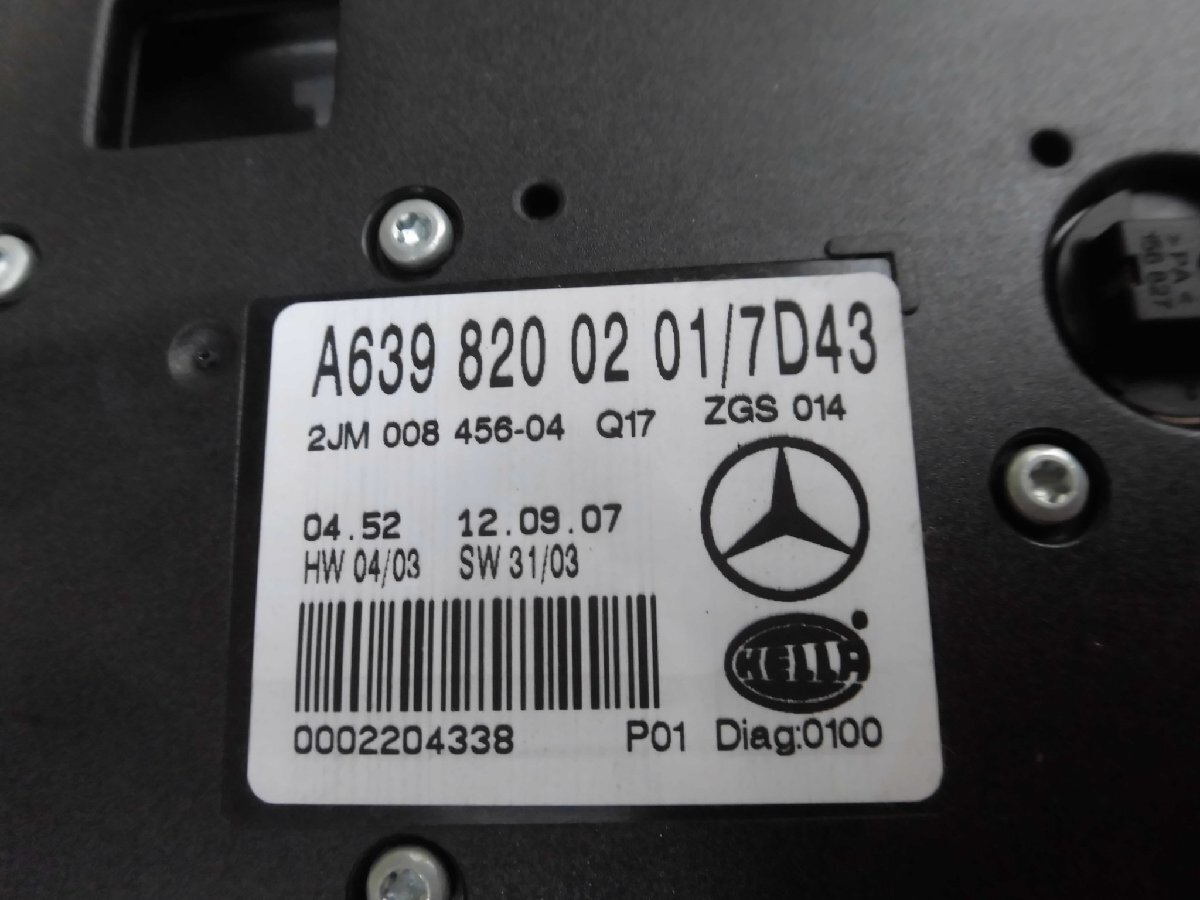 A639 820 02 01/7D43
2JM 008 456-04 Q17 ZGS 014
04.52 12.09.07
HW 04/03 SW 31/03
HELLA
0002204338 P01 Diag:0100
>PA<